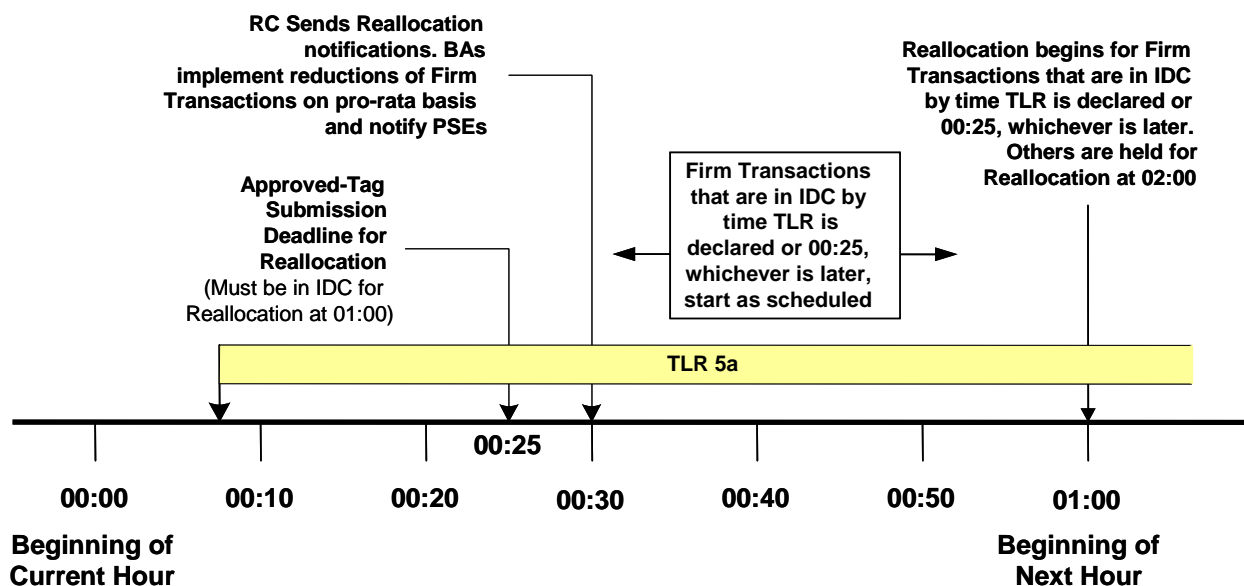 RC Sends Reallocation
notifications. BAs
implement reductions of Firm
Transactions on pro-rata basis
and notify PSEs
Reallocation begins for Firm
Transactions that are in IDC
by time TLR is declared or
00:25, whichever is later.
Others are held for
Reallocation at 02:00
Approved-Tag
Submission
Deadline for
Reallocation
(Must be in IDC for
Reallocation at 01:00)
Firm Transactions
that are in IDC by
time TLR is
declared or 00:25,
whichever is later,
start as scheduled
TLR 5a
00:25
00:00
00:10
00:20
00:30
00:40
00:50
01:00
Beginning of
Current Hour
Beginning of
Next Hour